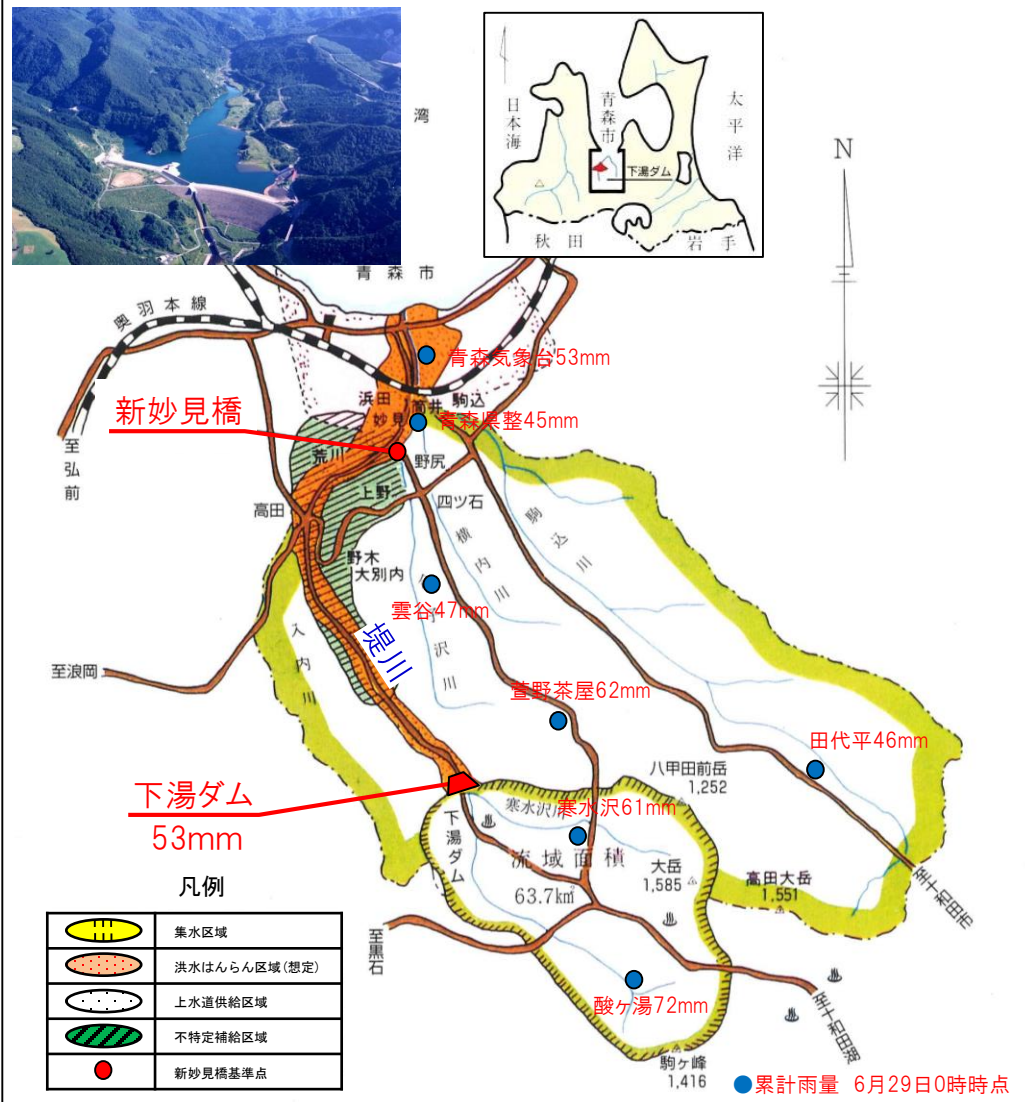 湾
日本海
青森市
太平洋
下湯ダム
秋田
岩手
N
青森市
奥羽本線
青森気象台53mm
浜田
筒井
駒込
妙見
青森県整45mm
新妙見橋
荒川
野尻
至弘前
上野
四ツ石
高田
横内川
駒込川
野木
大別内
雲谷47mm
沢川
入内川
堤川
至浪岡
萱野茶屋62mm
田代平46mm
八甲田前岳
1,252
下湯ダム
53mm
寒水沢川
寒水沢61mm
下湯ダム
流域面積
63.7km²
大岳
1,585
高田大岳
1,551
至十和田市
至黒石
酸ヶ湯72mm
至十和田湖
駒ヶ峰
1,416
凡例
集水区域
洪水はんらん区域(想定)
上水道供給区域
不特定補給区域
新妙見橋基準点
●累計雨量 6月29日0時時点